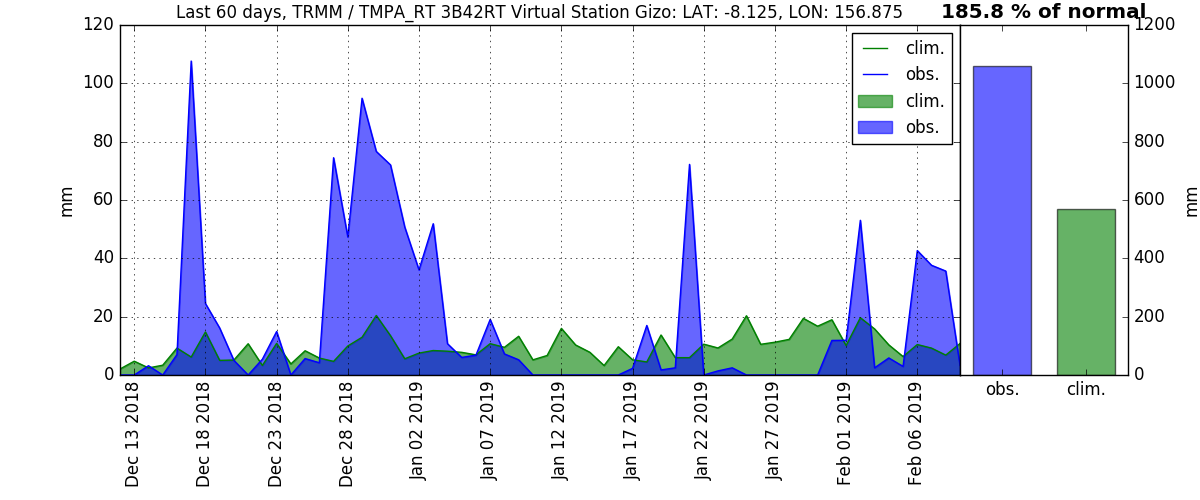 Last 60 days, TRMM / TMPA_RT 3B42RT Virtual Station Gizo: LAT: -8.125, LON: 156.875
185.8 % of normal
120
100
80
60
40
20
0
mm
clim.
obs.
clim.
obs.
1200
1000
800
600
400
200
0
mm
Dec 13 2018
Dec 18 2018
Dec 23 2018
Dec 28 2018
Jan 02 2019
Jan 07 2019
Jan 12 2019
Jan 17 2019
Jan 22 2019
Jan 27 2019
Feb 01 2019
Feb 06 2019
obs.
clim.